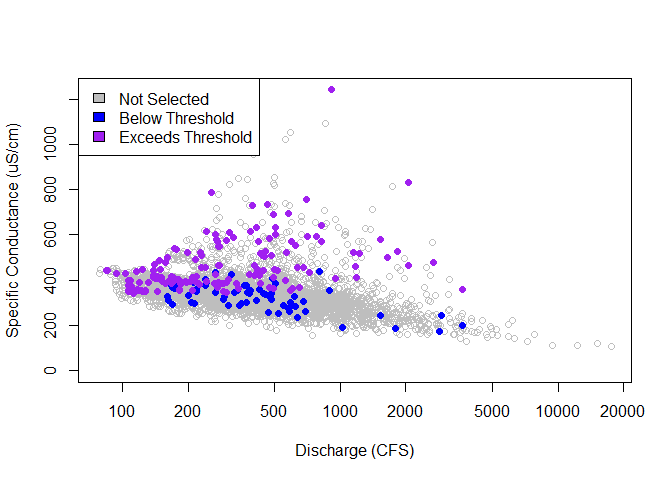 Not Selected
Below Threshold
Exceeds Threshold
Specific Conductance (uS/cm)
1000
800
600
400
200
0
100 200 500 1000 2000 5000 10000 20000
Discharge (CFS)